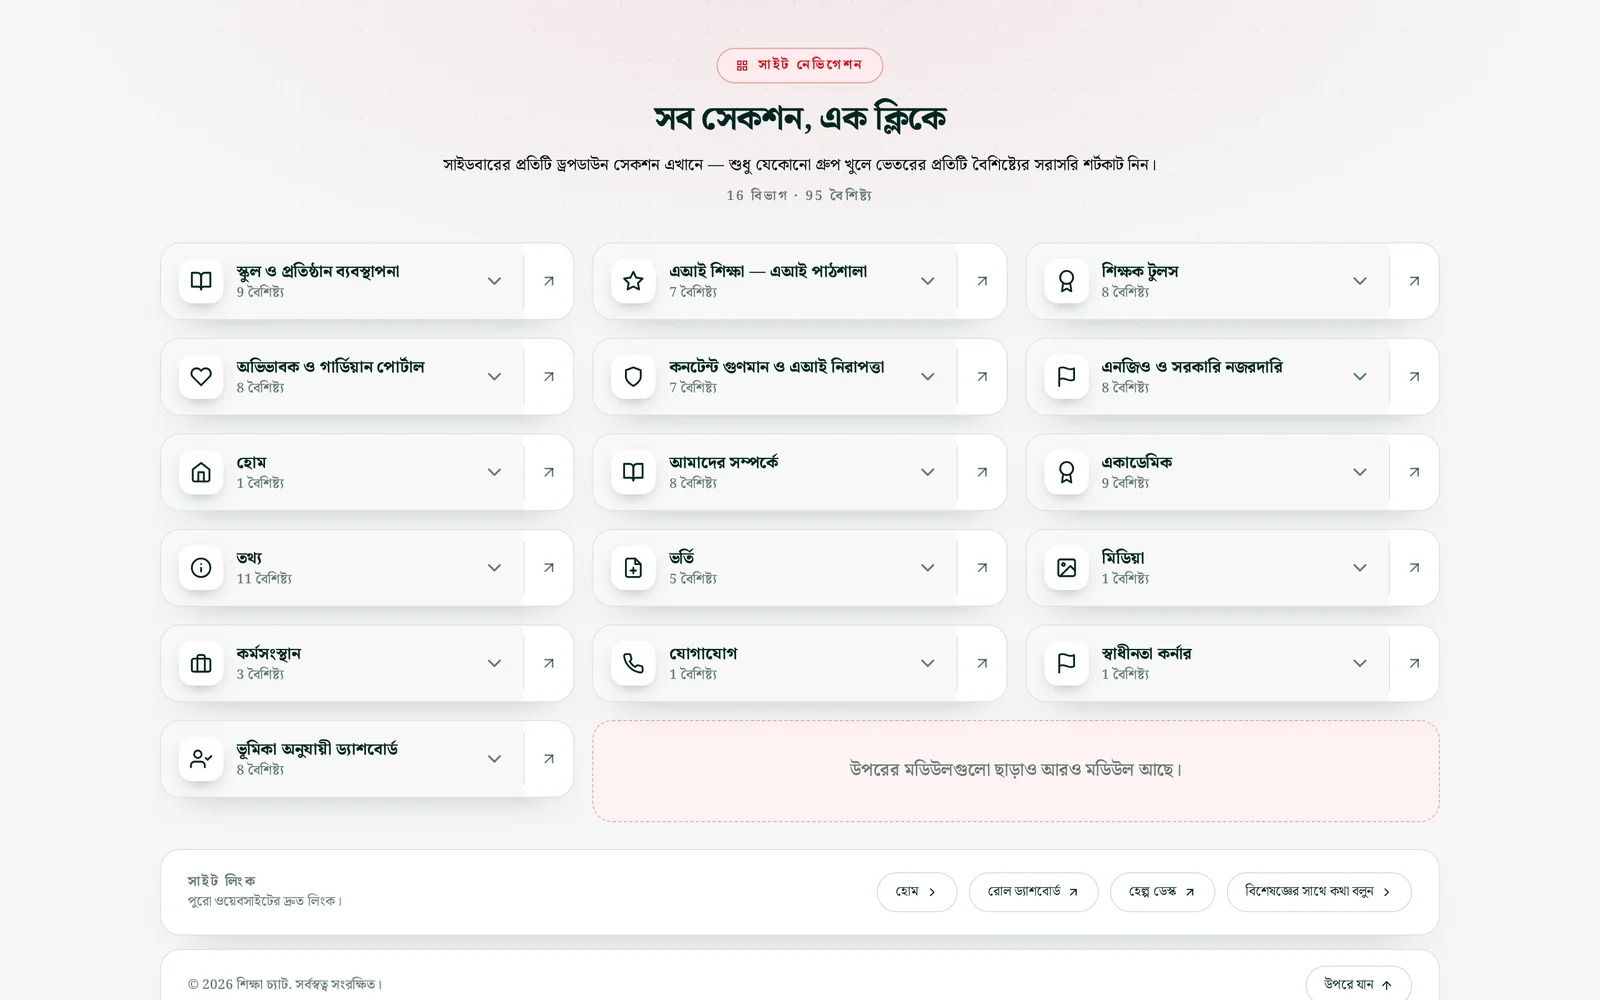 সাইট নেভিগেশন
সব সেকশন, এক ক্লিকে
সাইডবারের প্রতিটি ড্রপডাউন সেকশন এখানে — শুধু যেকোনো গ্রুপ খুলে ভেতরের প্রতিটি বৈশিষ্ট্যের সরাসরি শর্টকাট নিন।
16 বিভাগ · 95 বৈশিষ্ট্য
স্কুল ও প্রতিষ্ঠান ব্যবস্থাপনা
9 বৈশিষ্ট্য
এআই শিক্ষা — এআই পাঠশালা
7 বৈশিষ্ট্য
শিক্ষক টুলস
8 বৈশিষ্ট্য
অভিভাবক ও গার্ডিয়ান পোর্টাল
8 বৈশিষ্ট্য
কনটেন্ট গুণমান ও এআই নিরাপত্তা
7 বৈশিষ্ট্য
এনজিও ও সরকারি নজরদারি
8 বৈশিষ্ট্য
হোম
1 বৈশিষ্ট্য
আমাদের সম্পর্কে
8 বৈশিষ্ট্য
একাডেমিক
9 বৈশিষ্ট্য
তথ্য
11 বৈশিষ্ট্য
ভর্তি
5 বৈশিষ্ট্য
মিডিয়া
1 বৈশিষ্ট্য
কর্মসংস্থান
3 বৈশিষ্ট্য
যোগাযোগ
1 বৈশিষ্ট্য
স্বাধীনতা কর্নার
1 বৈশিষ্ট্য
ভূমিকা অনুযায়ী ড্যাশবোর্ড
8 বৈশিষ্ট্য
উপরের মডিউলগুলো ছাড়াও আরও মডিউল আছে।
সাইট লিংক
পুরো ওয়েবসাইটের দ্রুত লিংক।
হোম
রোল ড্যাশবোর্ড
হেল্প ডেস্ক
বিশেষজ্ঞের সাথে কথা বলুন
© 2026 শিক্ষা চ্যাট. সর্বস্বত্ব সংরক্ষিত।
উপরে যান